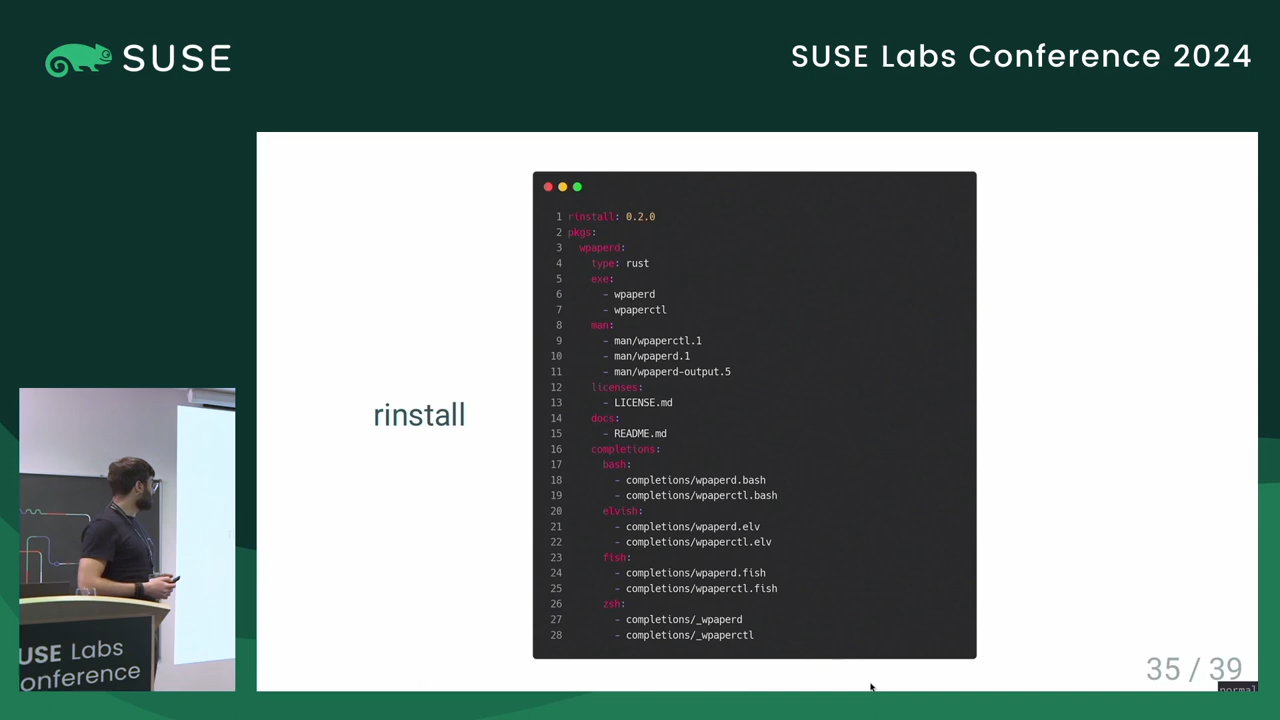 SUSE
SUSE Labs Conference 2024
rinstall
1 rinstall: 0.2.0
2 pkgs:
3 wpaperd:
4 type: rust
5 exe:
6 - wpaperd
7 - wpaperctl
8 man:
9 - man/wpaperctl.1
10 - man/wpaperd.1
11 - man/wpaperd-output.5
12 licenses:
13 - LICENSE.md
14 docs:
15 - README.md
16 completions:
17 bash:
18 - completions/wpaperd.bash
19 - completions/wpaperctl.bash
20 elvish:
21 - completions/wpaperd.elv
22 - completions/wpaperctl.elv
23 fish:
24 - completions/wpaperd.fish
25 - completions/wpaperctl.fish
26 zsh:
27 - completions/_wpaperd
28 - completions/_wpaperctl
35 / 39
normal
USE Labs
onference